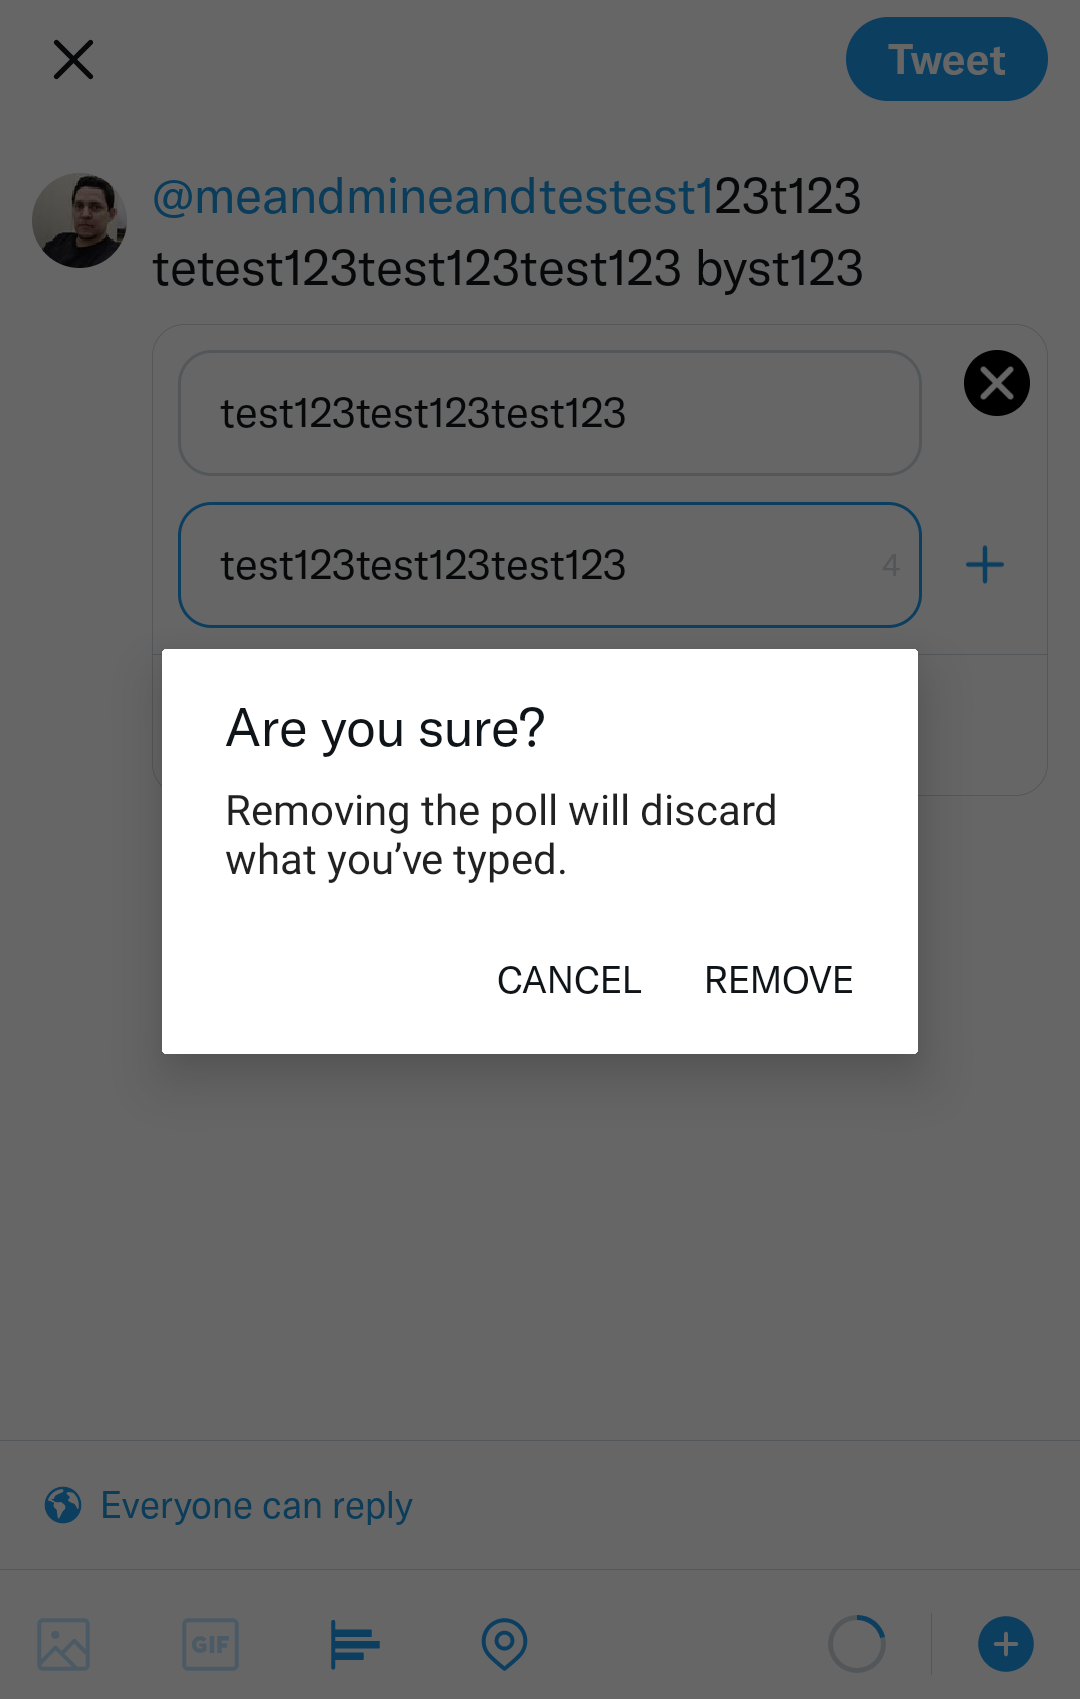 Tweet
@meandmineandtestest123t123
tetest123test123test123 byst123
test123test123test123
test123test123test123 4
Are you sure?
Removing the poll will discard
what you’ve typed.
CANCEL REMOVE
Everyone can reply
GIF